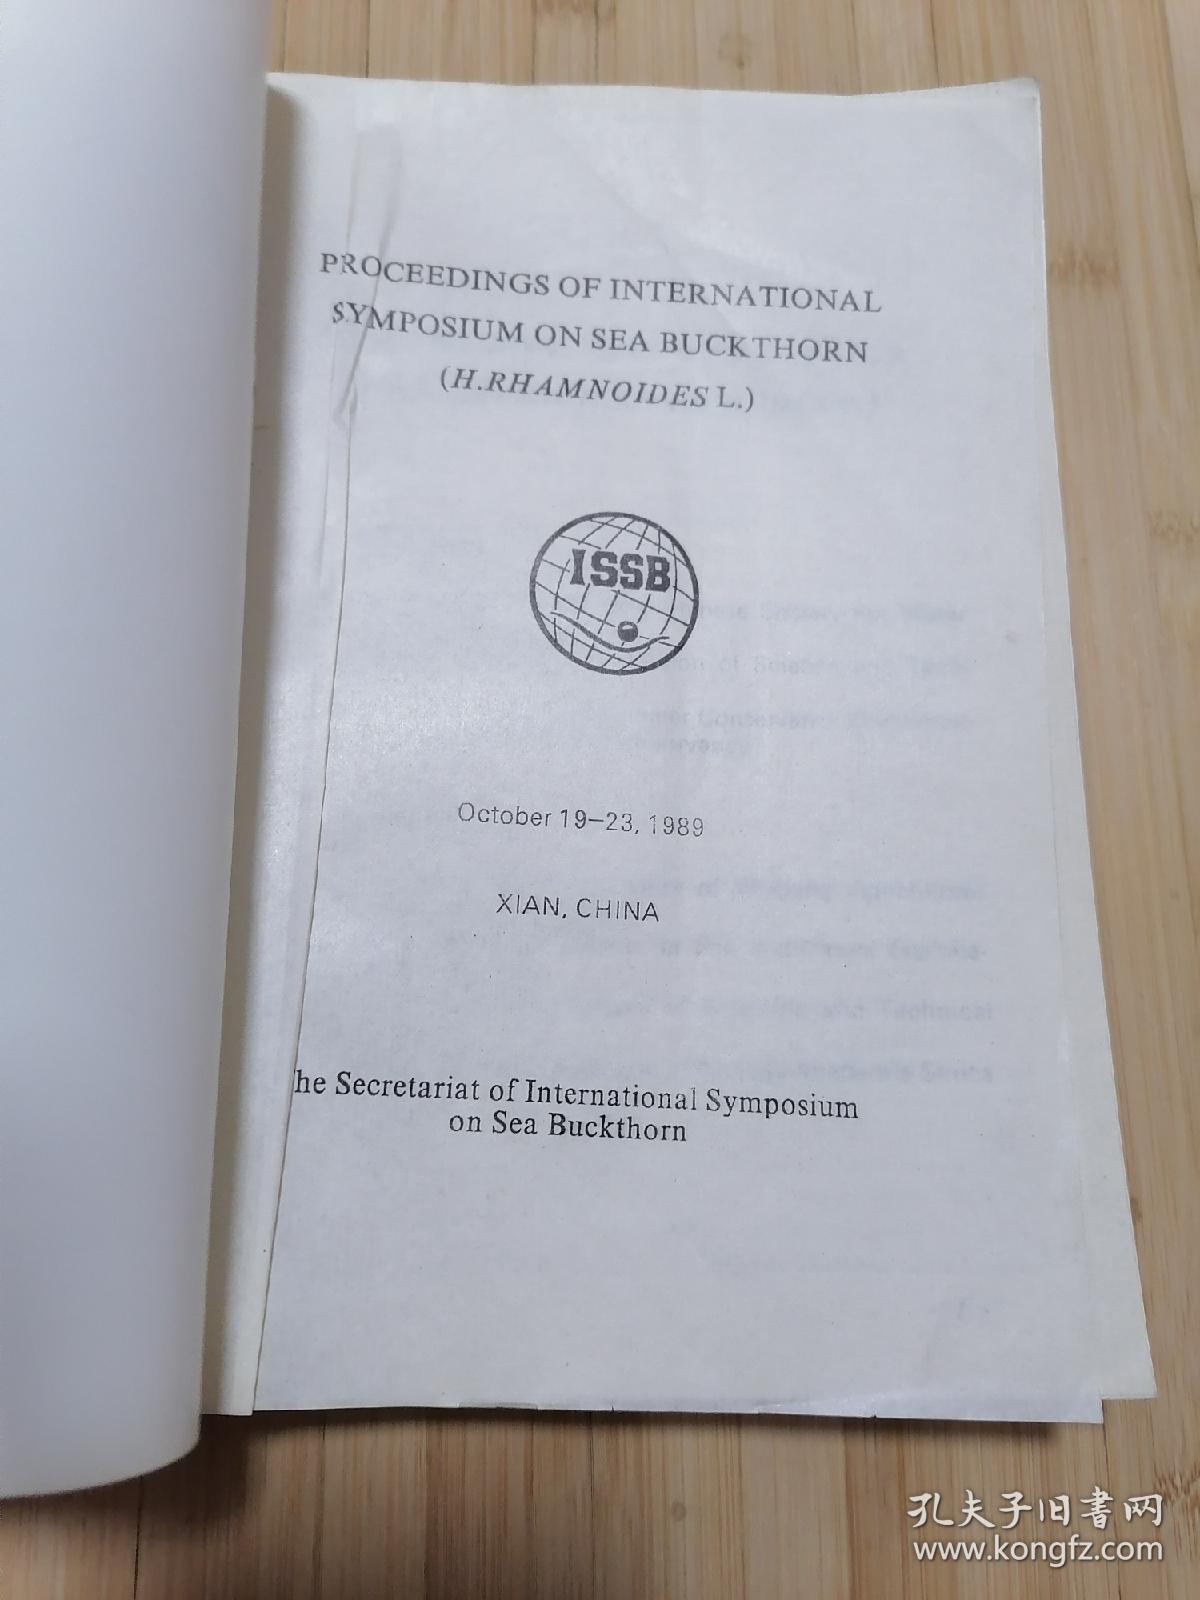 PROCEEDINGS OF INTERNATIONAL
SYMPOSIUM ON SEA BUCKTHORN
(H.RHAMNOIDES L.)
ISSB
October 19-23, 1989
XIAN, CHINA
he Secretariat of International Symposium
on Sea Buckthorn
孔夫子旧书网
www.kongfz.com